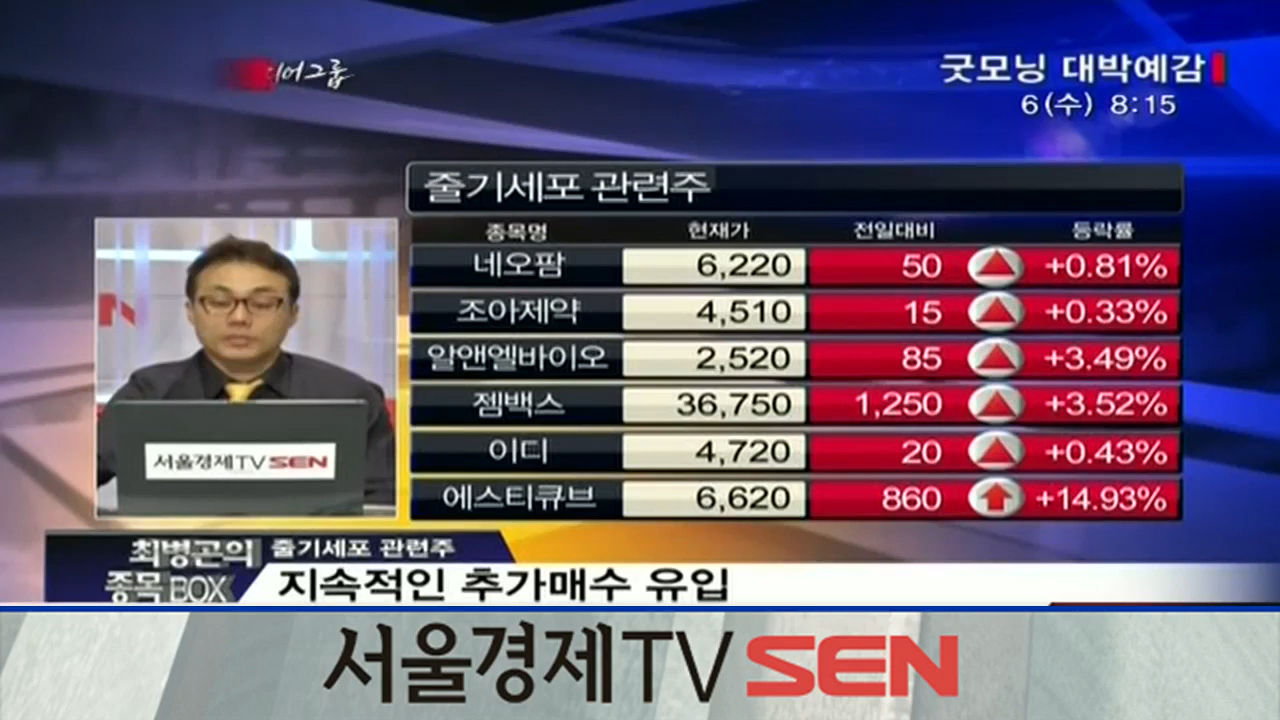 어그룹
굿모닝 대박예감
6(수) 8:15
줄기세포 관련주
종목명 현재가 전일대비 등락률
네오팜 6,220 50 +0.81%
조아제약 4,510 15 +0.33%
알앤엘바이오 2,520 85 +3.49%
젬백스 36,750 1,250 +3.52%
이디 4,720 20 +0.43%
에스티큐브 6,620 860 +14.93%
서울경제TV SEN
최병곤의 줄기세포 관련주
종목BOX 지속적인 추가매수 유입
서울경제TV SEN